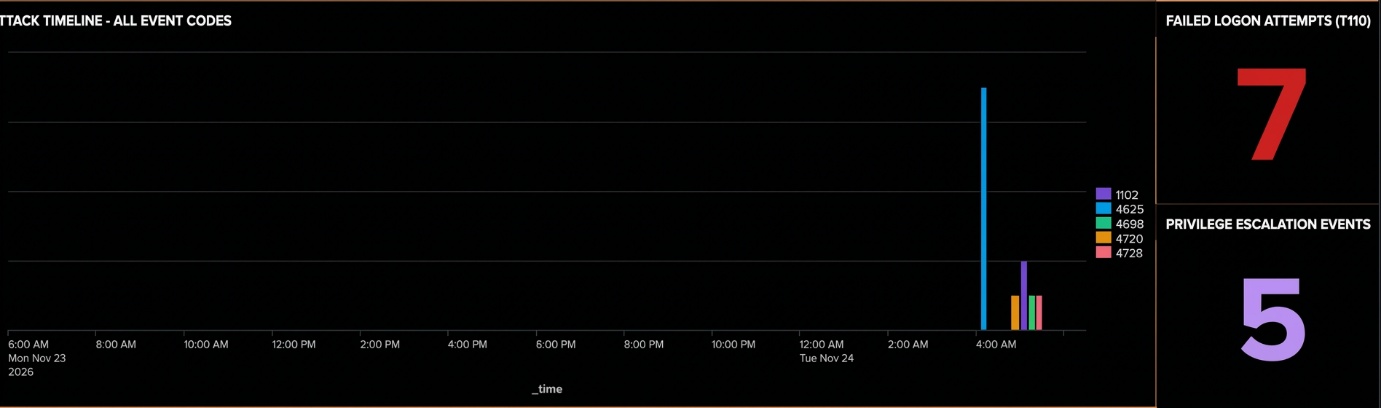 TTACK TIMELINE - ALL EVENT CODES
1102
4625
4698
4720
4728
6:00 AM 8:00 AM 10:00 AM 12:00 PM 2:00 PM 4:00 PM 6:00 PM 8:00 PM 10:00 PM 12:00 AM 2:00 AM 4:00 AM
Mon Nov 23 Tue Nov 24
2026
_time
FAILED LOGON ATTEMPTS (T110)
7
PRIVILEGE ESCALATION EVENTS
5